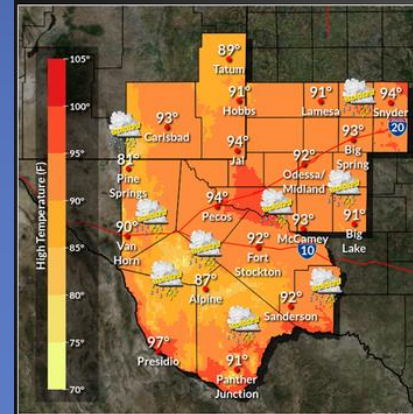 High Temperature (F)
105°
100°
95°
90°
85°
80°
75°
70°
89°
Tatum
91°
Hobbs
91°
Lamesa
94°
Snyder
93°
Carlsbad
20
93°
Big
Spring
94°
Jal
81°
Pine
Springs
92°
Odessa/
Midland
94°
Pecos
90°
Van
Horn
93°
McCamey
91°
Big
Lake
92°
Fort
Stockton
10
87°
Alpine
92°
Sanderson
97°
Presidio
91°
Panther
Junction